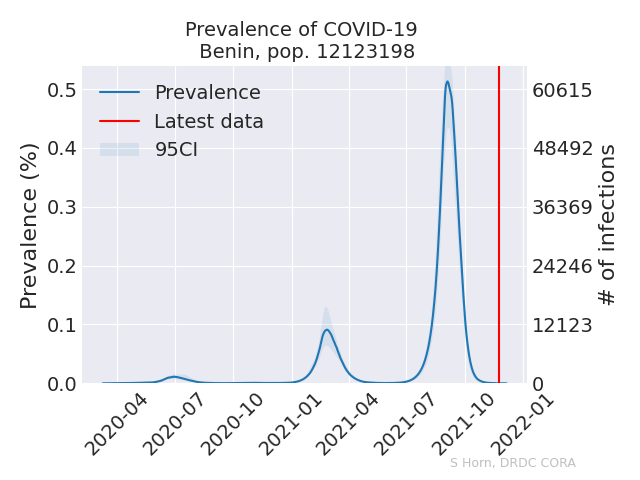 Prevalence of COVID-19
Benin, pop. 12123198
Prevalence
Latest data
95CI
Prevalence (%)
0.5
0.4
0.3
0.2
0.1
0.0
60615
48492
36369
24246
12123
0
# of infections
2020-04
2020-07
2020-10
2021-01
2021-04
2021-07
2021-10
2022-01
S Horn, DRDC CORA